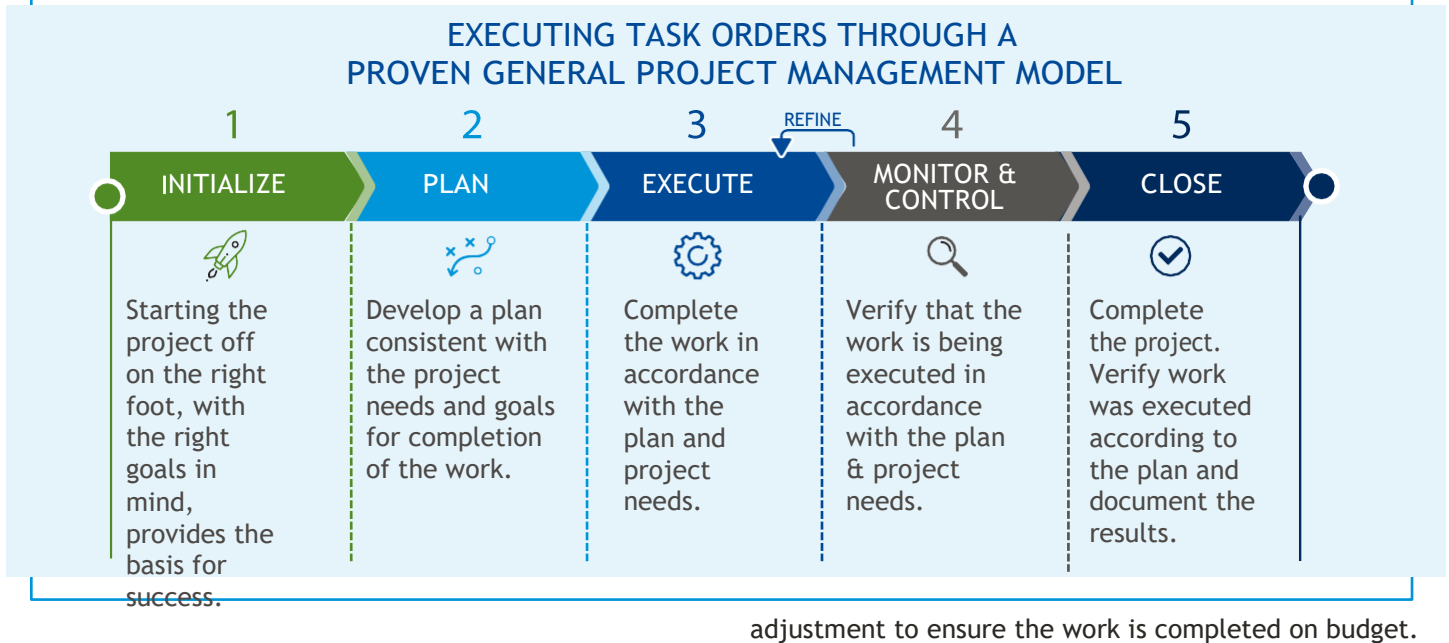 EXECUTING TASK ORDERS THROUGH A
PROVEN GENERAL PROJECT MANAGEMENT MODEL
1
2
3
REFINE
4
5
INITIALIZE
PLAN
EXECUTE
MONITOR &
CONTROL
CLOSE
Starting the
project off
on the right
foot, with
the right
goals in
mind,
provides the
basis for
success.
Develop a plan
consistent with
the project
needs and goals
for completion
of the work.
Complete
the work in
accordance
with the
plan and
project
needs.
Verify that the
work is being
executed in
accordance
with the plan
& project
needs.
Complete
the project.
Verify work
was executed
according to
the plan and
document the
results.
adjustment to ensure the work is completed on budget.